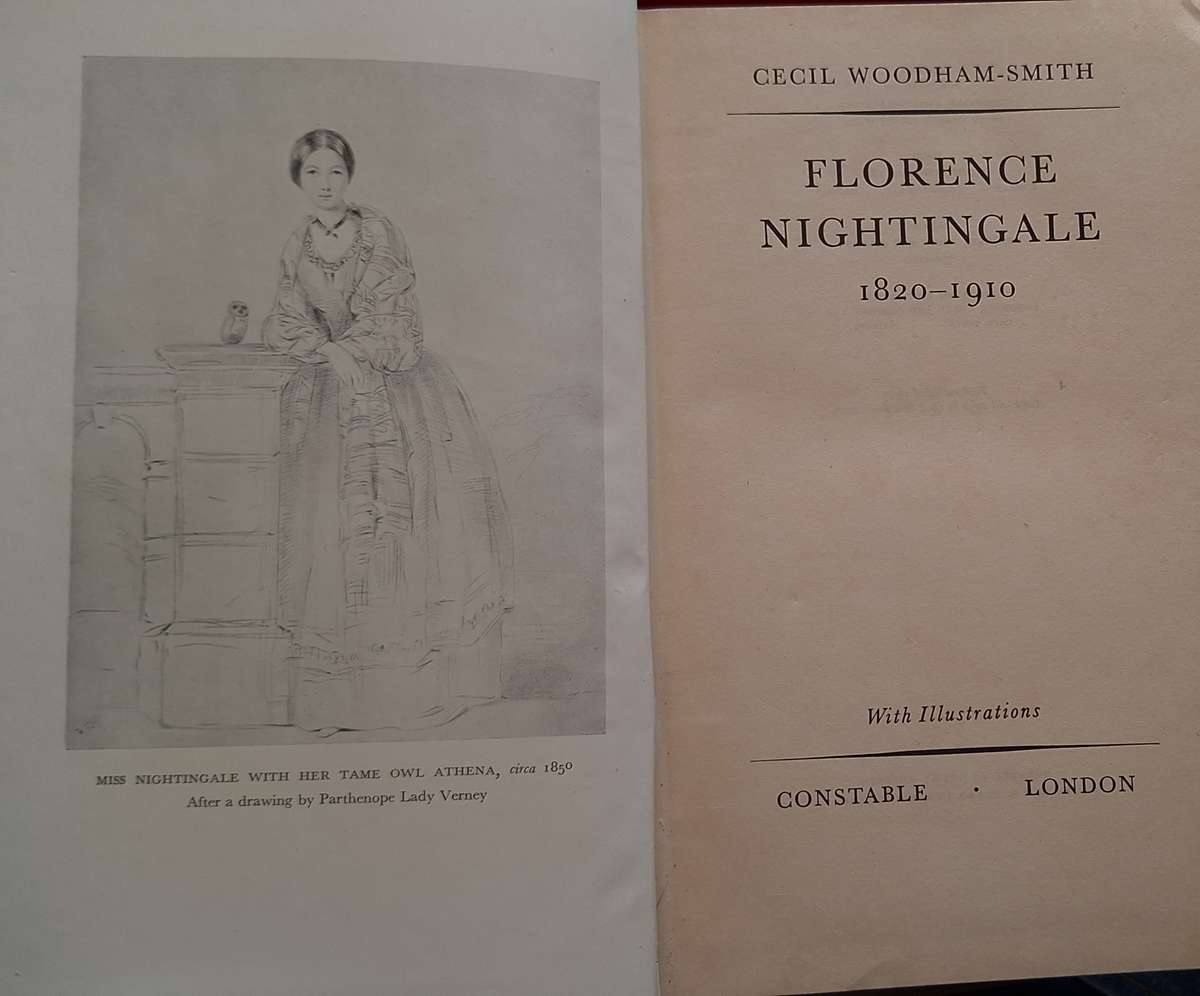 MISS NIGHTINGALE WITH HER TAME OWL ATHENA, circa 1850
After a drawing by Parthenope Lady Verney
CECIL WOODHAM-SMITH
FLORENCE
NIGHTINGALE
1820–1910
With Illustrations
CONSTABLE · LONDON